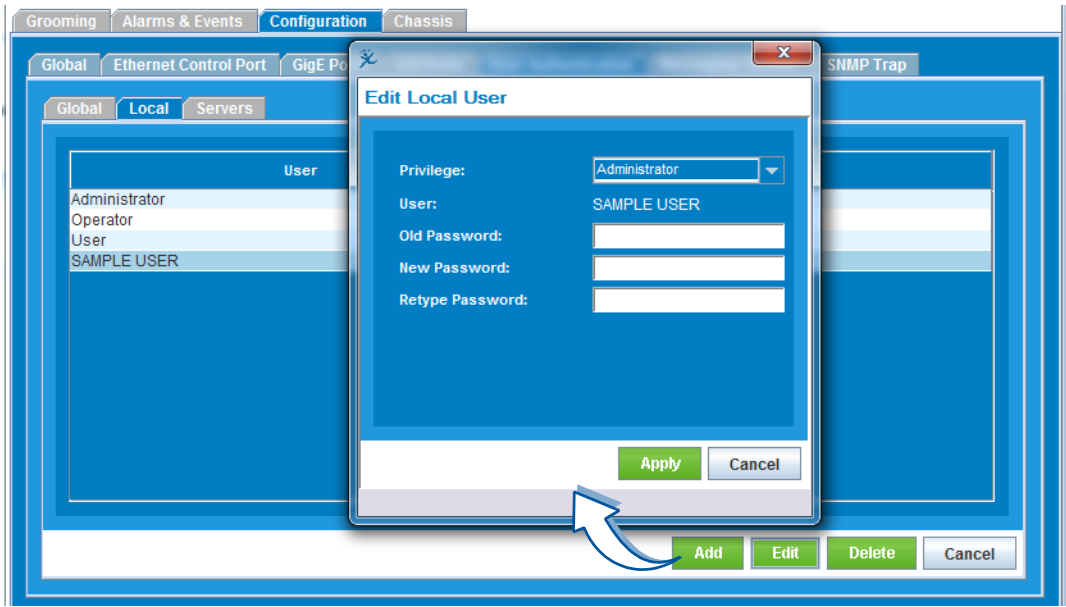 Grooming Alarms & Events Configuration Chassis
Global Ethernet Control Port GigE Po SNMP Trap
Edit Local User
Global Local Servers
User
Privilege: Administrator
Administrator
User: SAMPLE USER
Operator
Old Password:
User
SAMPLE USER
New Password:
Retype Password:
Apply Cancel
Add Edit Delete Cancel